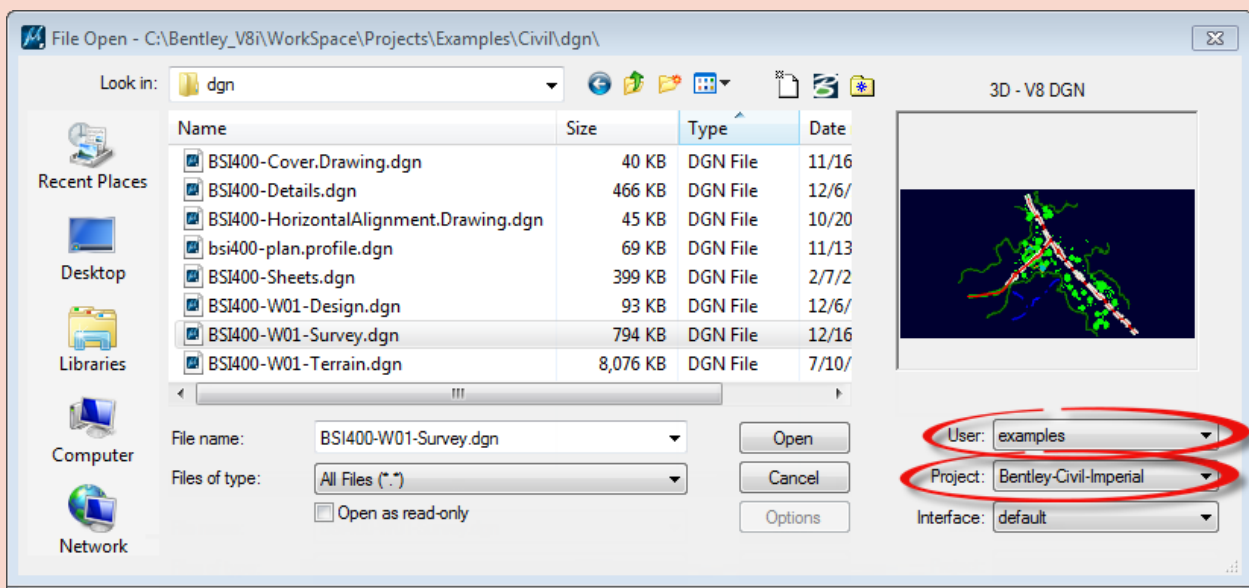 File Open - C:\Bentley_V8i\WorkSpace\Projects\Examples\Civil\dgn\
Look in: dgn
3D - V8 DGN
Name Size Type Date
BSI400-Cover.Drawing.dgn 40 KB DGN File 11/16
BSI400-Details.dgn 466 KB DGN File 12/6/
BSI400-HorizontalAlignment.Drawing.dgn 45 KB DGN File 10/20
bsi400-plan.profile.dgn 69 KB DGN File 11/13
BSI400-Sheets.dgn 399 KB DGN File 2/7/2
BSI400-W01-Design.dgn 93 KB DGN File 12/6/
BSI400-W01-Survey.dgn 794 KB DGN File 12/16
BSI400-W01-Terrain.dgn 8,076 KB DGN File 7/10/
Recent Places
Desktop
Libraries
Computer
Network
File name: BSI400-W01-Survey.dgn Open
Files of type: All Files (*.*) Cancel
Open as read-only Options
User: examples
Project: Bentley-Civil-Imperial
Interface: default